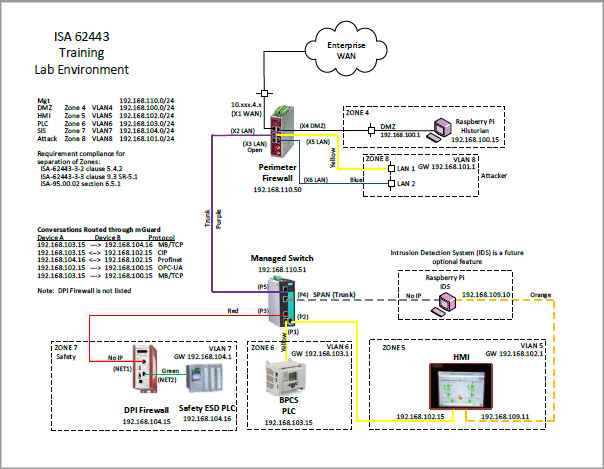 ISA 62443
Training
Lab Environment
Enterprise
WAN
Mgt 192.168.110.0/24
DMZ Zone 4 VLAN4 192.168.100.0/24
HMI Zone 5 VLAN5 192.168.102.0/24
PLC Zone 6 VLAN6 192.168.103.0/24
SIS Zone 7 VLAN7 192.168.104.0/24
Attack Zone 8 VLAN8 192.168.101.0/24
Requirement compliance for
separation of Zones:
ISA-62443-3-2 clause 5.4.2
ISA-62443-3-3 clause 9.3 SR-5.1
ISA-95.00.02 section 6.5.1
10.xxx.4.x
(X1 WAN)
(X2 LAN)
(X3 LAN)
Open
(X4 DMZ)
(X5 LAN)
(X6 LAN)
Yellow
Blue
Perimeter
Firewall
192.168.110.50
ZONE 4
DMZ
192.168.100.1
Raspberry Pi
Historian
192.168.100.15
ZONE 8
VLAN 8
GW 192.168.101.1
LAN 1
LAN 2
Attacker
Trunk
Purple
Conversations Routed through mGuard
Device A Device B Protocol
192.168.103.15 ---> 192.168.104.16 MB/TCP
192.168.103.15 <--> 192.168.102.15 CIP
192.168.104.16 <--> 192.168.102.15 Profinet
192.168.102.15 ---> 192.168.100.15 OPC-UA
192.168.103.15 ---> 192.168.100.15 MB/TCP
Note: DPI Firewall is not listed
Managed Switch
192.168.110.51
(P5)
(P4) SPAN (Trunk)
(P3)
(P2)
(P1)
Red
Yellow
Intrusion Detection System (IDS) is a future
optional feature
Raspberry Pi
IDS
No IP
192.168.109.10
Orange
ZONE 7
Safety
VLAN 7
GW 192.168.104.1
No IP
(NET1)
Green
(NET2)
DPI Firewall
192.168.104.15
Safety ESD PLC
192.168.104.16
ZONE 6
VLAN 6
GW 192.168.103.1
BPCS
PLC
192.168.103.15
ZONE 5
VLAN 5
GW 192.168.102.1
HMI
192.168.102.15
192.168.109.11